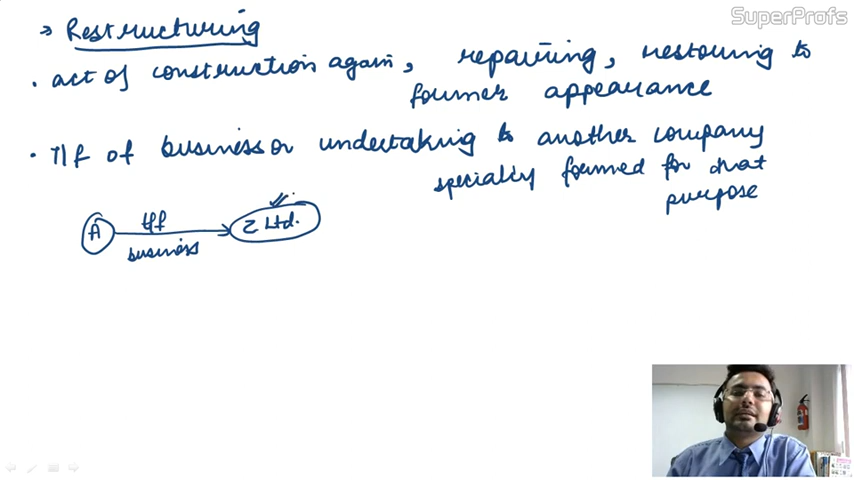 SuperProfs
→ Restructuring
• act of construction again, repairing, restoring to
former appearance
• T/f of business or undertaking to another company
specially formed for that
purpose
A tff Z Ltd.
business